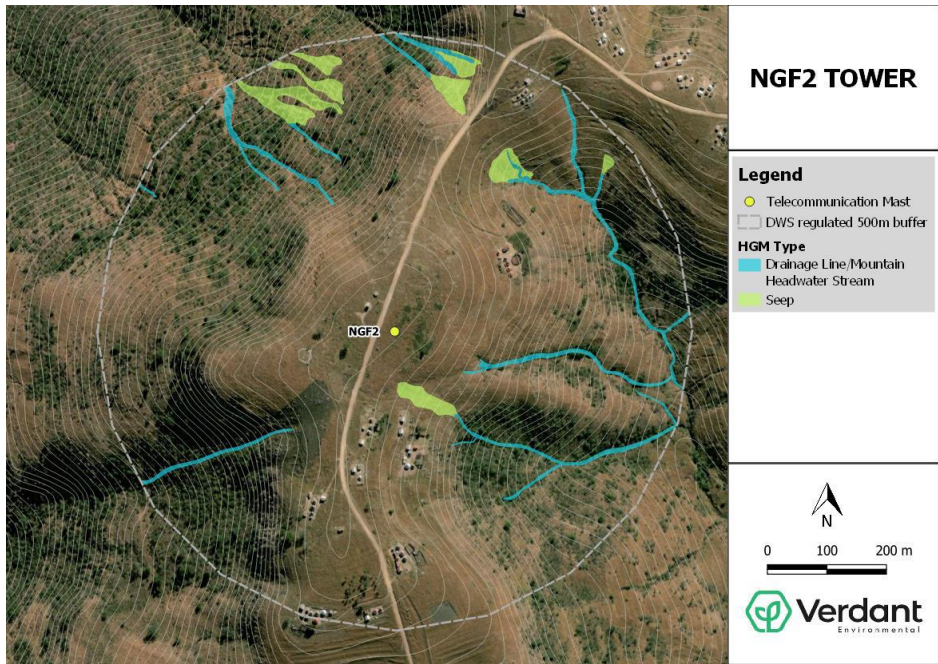 NGF2 TOWER
Legend
Telecommunication Mast
DWS regulated 500m buffer
HGM Type
Drainage Line/Mountain
Headwater Stream
Seep
NGF2
N
0 100 200 m
Verdant
Environmental